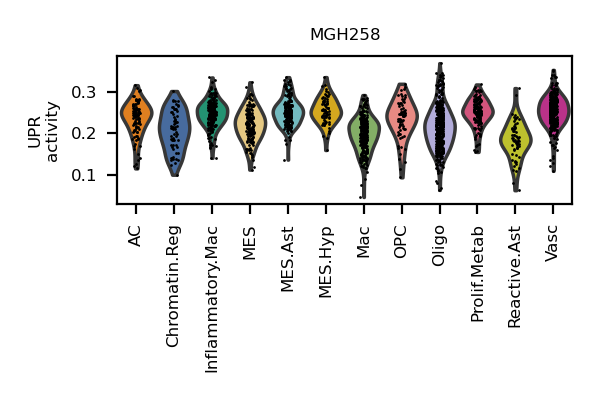 MGH258
UPR
activity
0.3
0.2
0.1
AC
Chromatin.Reg
Inflammatory.Mac
MES
MES.Ast
MES.Hyp
Mac
OPC
Oligo
Prolif.Metab
Reactive.Ast
Vasc